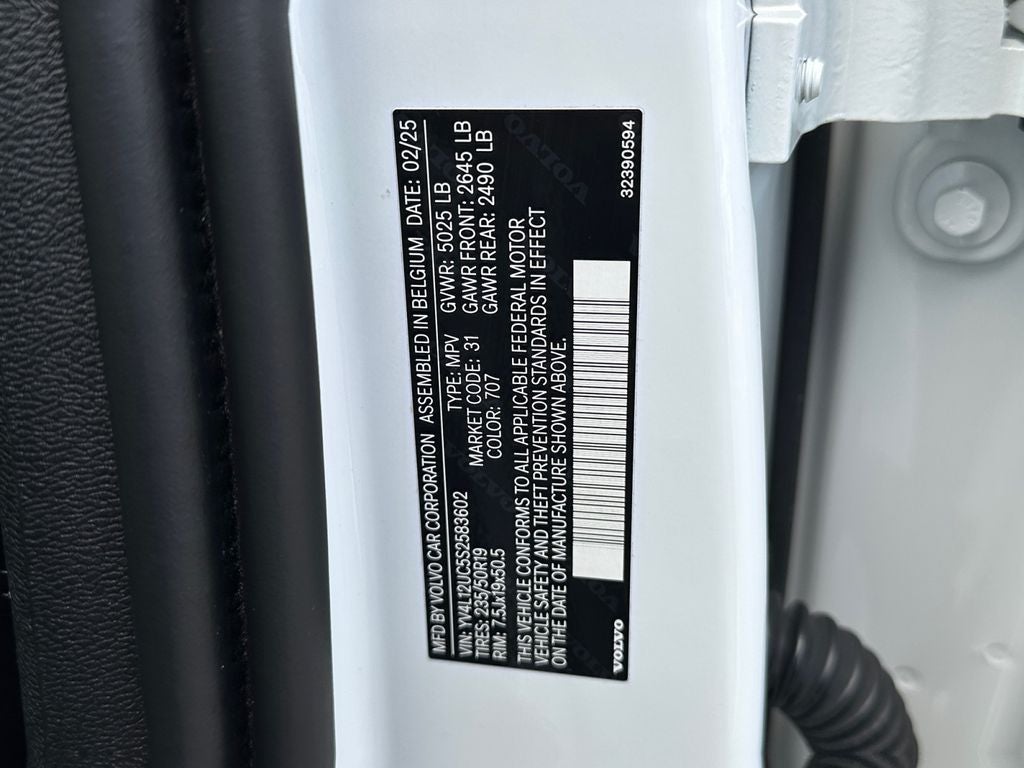 MFD BY VOLVO CAR CORPORATION ASSEMBLED IN BELGIUM DATE: 02/25
VIN: YV4L12UC5S2583602 TYPE: MPV GVWR: 5025 LB
TIRES: 235/50R19 MARKET CODE: 31 GAWR FRONT: 2645 LB
RIM: 7.5Jx19x50.5 COLOR: 707 GAWR REAR: 2490 LB
THIS VEHICLE CONFORMS TO ALL APPLICABLE FEDERAL MOTOR
VEHICLE SAFETY AND THEFT PREVENTION STANDARDS IN EFFECT
ON THE DATE OF MANUFACTURE SHOWN ABOVE.
VOLVO 32390594